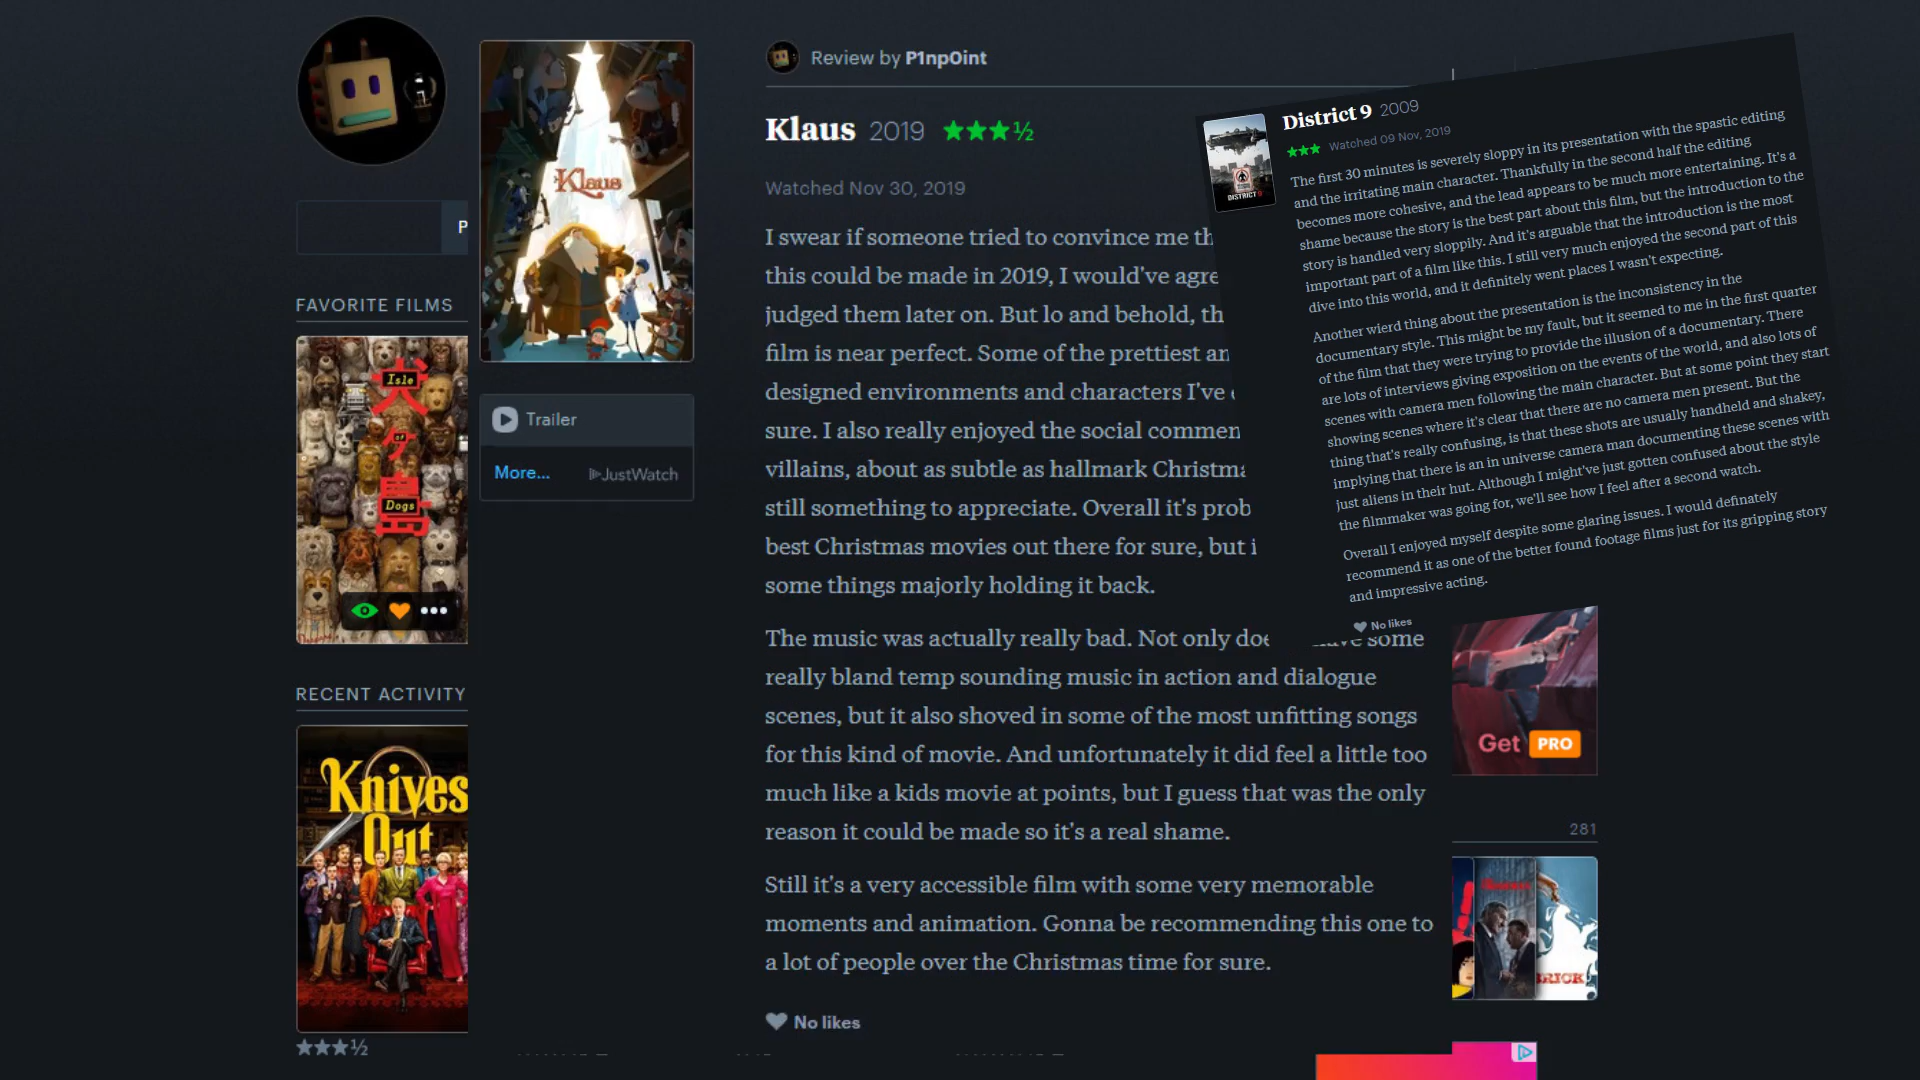 P
FAVORITE FILMS
Isle
of
Dogs
RECENT ACTIVITY
Knives
Out
★★★½
Klaus
Trailer
More...
JustWatch
Review by P1np0int
Klaus 2019 ★★★½
Watched Nov 30, 2019
I swear if someone tried to convince me
this could be made in 2019, I would've
judged them later on. But lo and behold,
film is near perfect. Some of the prettiest
designed environments and characters I've
sure. I also really enjoyed the social
villains, about as subtle as hallmark
still something to appreciate. Overall it's
best Christmas movies out there for sure, but
some things majorly holding it back.
The music was actually really bad. Not only some
really bland temp sounding music in action and dialogue
scenes, but it also shoved in some of the most unfitting songs
for this kind of movie. And unfortunately it did feel a little too
much like a kids movie at points, but I guess that was the only
reason it could be made so it's a real shame.
Still it's a very accessible film with some very memorable
moments and animation. Gonna be recommending this one to
a lot of people over the Christmas time for sure.
No likes
District 9 2009
★★★ Watched 09 Nov, 2019
DISTRICT 9
The first 30 minutes is severely sloppy in its presentation with the spastic editing
and the irritating main character. Thankfully in the second half the editing
becomes more cohesive, and the lead appears to be much more entertaining. It's a
shame because the story is the best part about this film, but the introduction to the
story is handled very sloppily. And it's arguable that the introduction is the most
important part of a film like this. I still very much enjoyed the second part of this
dive into this world, and it definitely went places I wasn't expecting.
Another wierd thing about the presentation is the inconsistency in the
documentary style. This might be my fault, but it seemed to me in the first quarter
of the film that they were trying to provide the illusion of a documentary. There
are lots of interviews giving exposition on the events of the world, and also lots of
scenes with camera men following the main character. But at some point they start
showing scenes where it's clear that there are no camera men present. But the
thing that's really confusing, is that these shots are usually handheld and shakey,
implying that there is an in universe camera man documenting these scenes with
just aliens in their hut. Although I might've just gotten confused about the style
the filmmaker was going for, we'll see how I feel after a second watch.
Overall I enjoyed myself despite some glaring issues. I would definately
recommend it as one of the better found footage films just for its gripping story
and impressive acting.
No likes
Get PRO
281